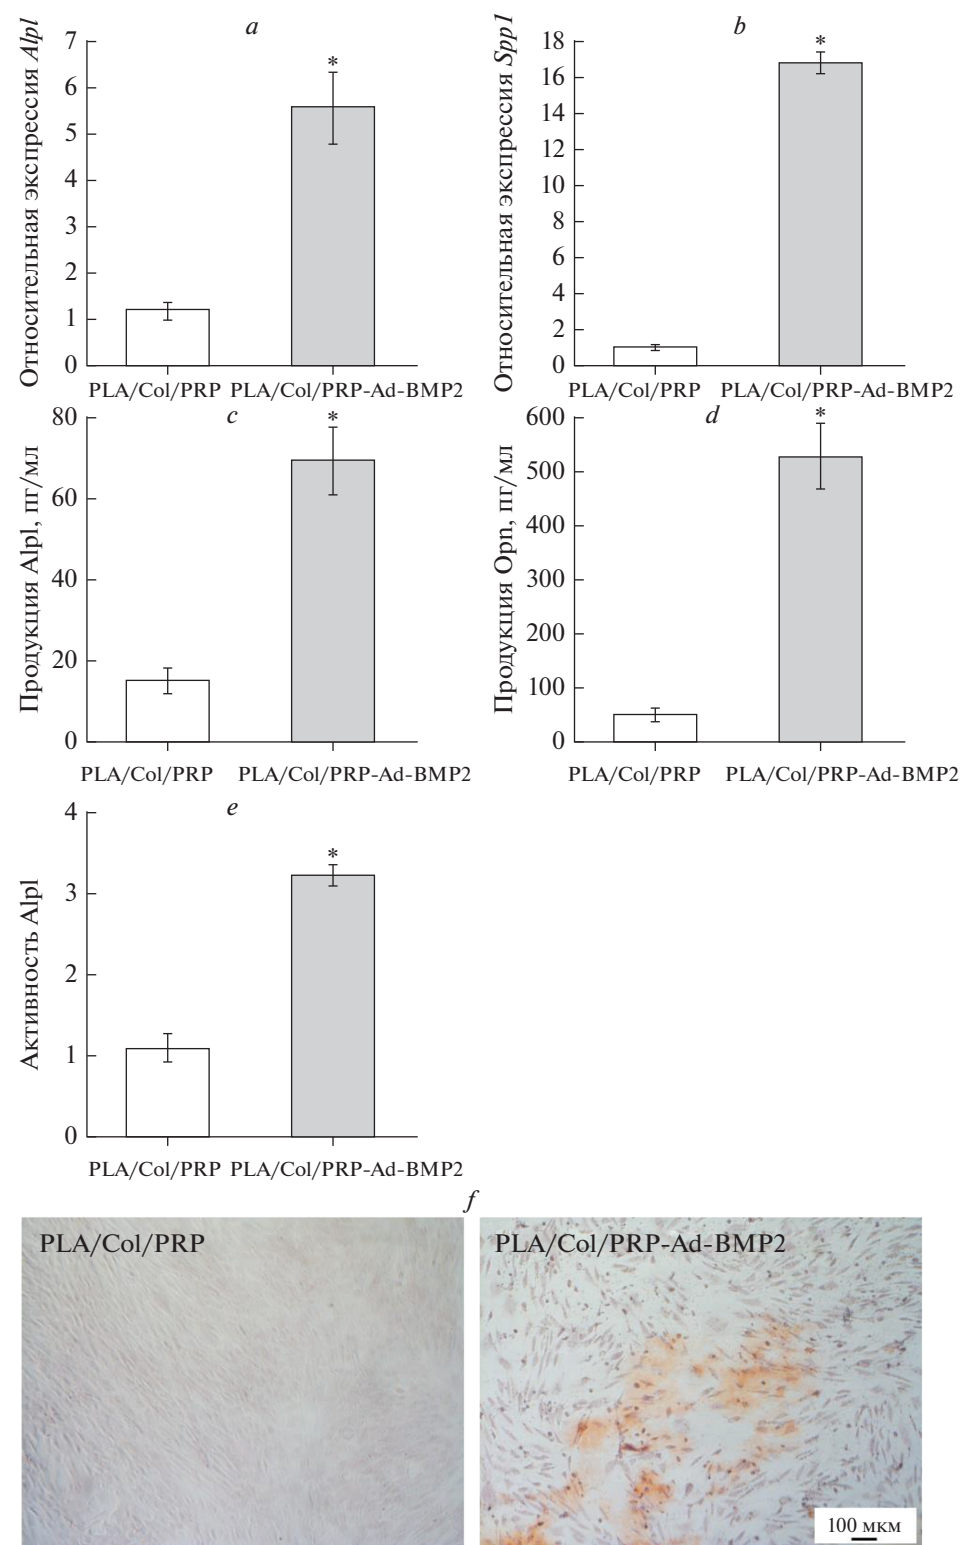 a
Относительная экспрессия Alpl
7
6
5
4
3
2
1
0
*
PLA/Col/PRP PLA/Col/PRP-Ad-BMP2
b
Относительная экспрессия Spp1
18
16
14
12
10
8
6
4
2
0
*
PLA/Col/PRP PLA/Col/PRP-Ad-BMP2
c
Продукция Alpl, пг/мл
80
60
40
20
0
*
PLA/Col/PRP PLA/Col/PRP-Ad-BMP2
d
Продукция Opn, пг/мл
600
500
400
300
200
100
0
*
PLA/Col/PRP PLA/Col/PRP-Ad-BMP2
e
Активность Alpl
4
3
2
1
0
*
PLA/Col/PRP PLA/Col/PRP-Ad-BMP2
f
PLA/Col/PRP
PLA/Col/PRP-Ad-BMP2
100 мкм